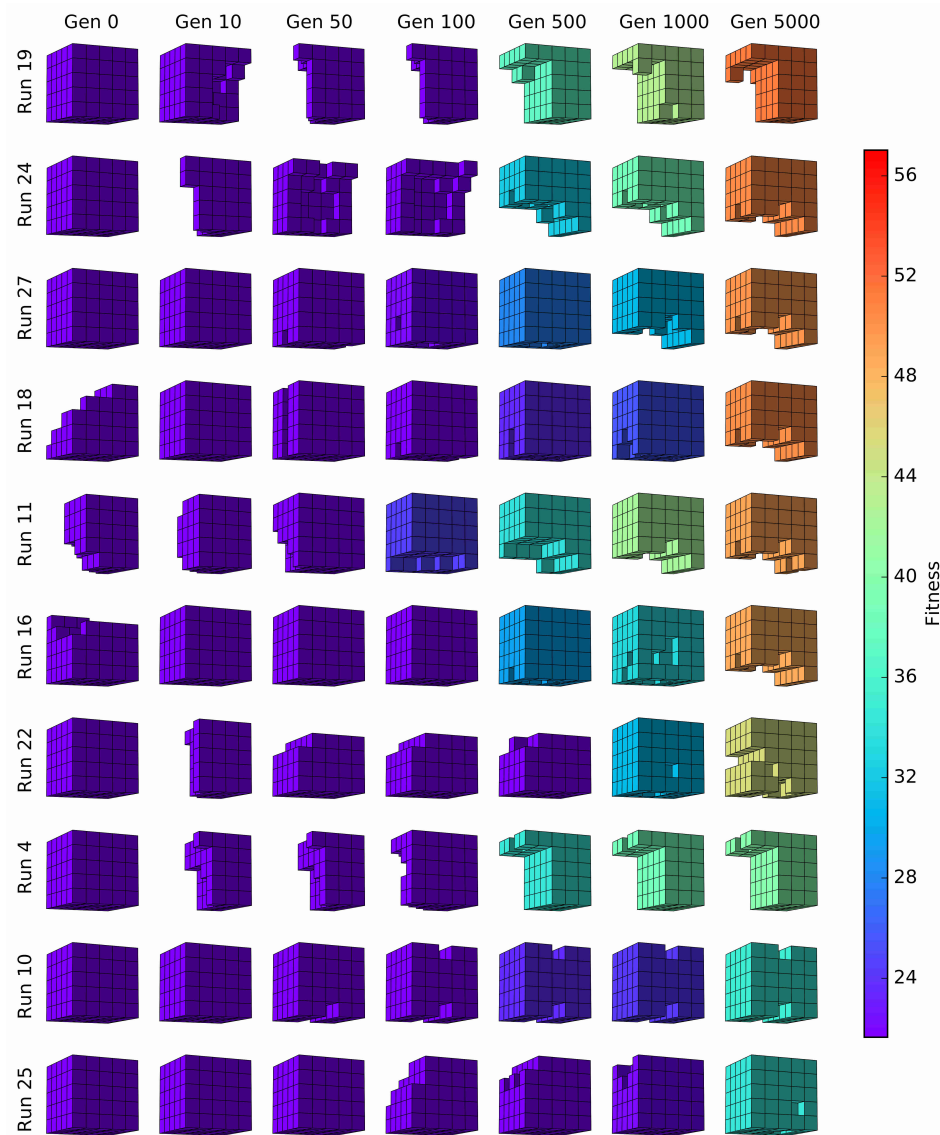 Gen 0 Gen 10 Gen 50 Gen 100 Gen 500 Gen 1000 Gen 5000
Run 19
Run 24
Run 27
Run 18
Run 11
Run 16
Run 22
Run 4
Run 10
Run 25
56
52
48
44
40
36
32
28
24
Fitness